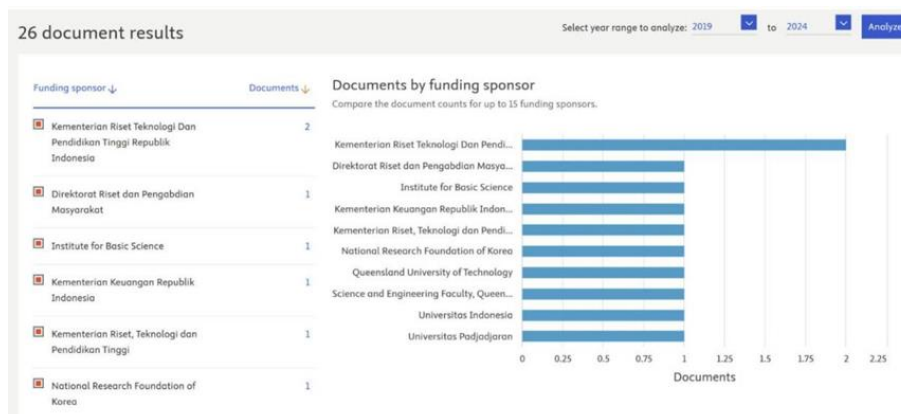 26 document results
Select year range to analyze: 2019 to 2024 Analyze
Funding sponsor Documents
Kementerian Riset Teknologi Dan 2
Pendidikan Tinggi Republik
Indonesia
Direktorat Riset dan Pengabdian 1
Masyarakat
Institute for Basic Science 1
Kementerian Keuangan Republik 1
Indonesia
Kementerian Riset, Teknologi dan 1
Pendidikan Tinggi
National Research Foundation of 1
Korea
Documents by funding sponsor
Compare the document counts for up to 15 funding sponsors.
Kementerian Riset Teknologi Dan Pendi...
Direktorat Riset dan Pengabdian Masya...
Institute for Basic Science
Kementerian Keuangan Republik Indon...
Kementerian Riset, Teknologi dan Pendi...
National Research Foundation of Korea
Queensland University of Technology
Science and Engineering Faculty, Queen...
Universitas Indonesia
Universitas Padjadjaran
0 0.25 0.5 0.75 1 1.25 1.5 1.75 2 2.25
Documents